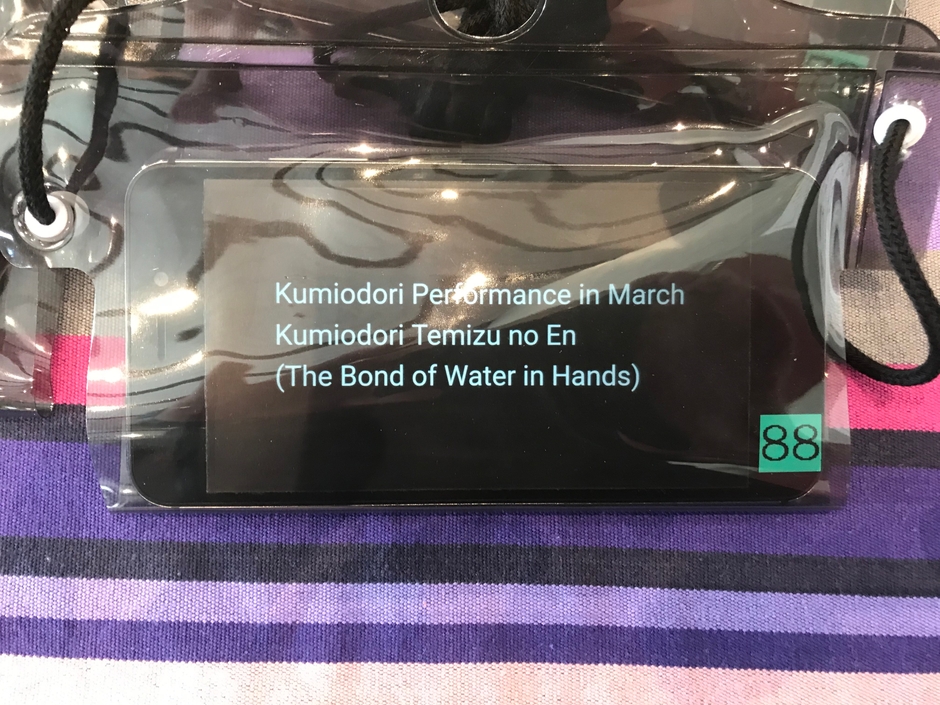 Kumiodori Performance in March
Kumiodori Temizu no En
(The Bond of Water in Hands)
88